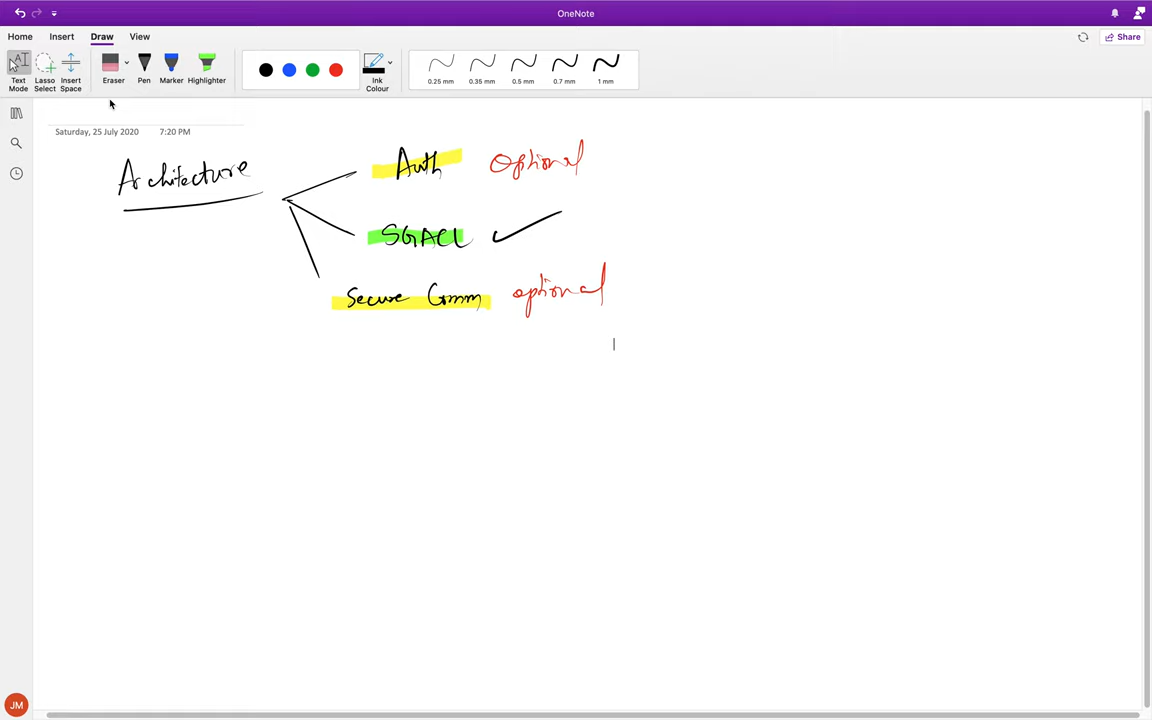 OneNote
Home Insert Draw View Share
Text Mode Lasso Select Insert Space Eraser Pen Marker Highlighter Ink Colour 0.25 mm 0.35 mm 0.5 mm 0.7 mm 1 mm
Saturday, 25 July 2020 7:20 PM
Auth Optional
Architecture
SGACL
Secure Comm optional
JM